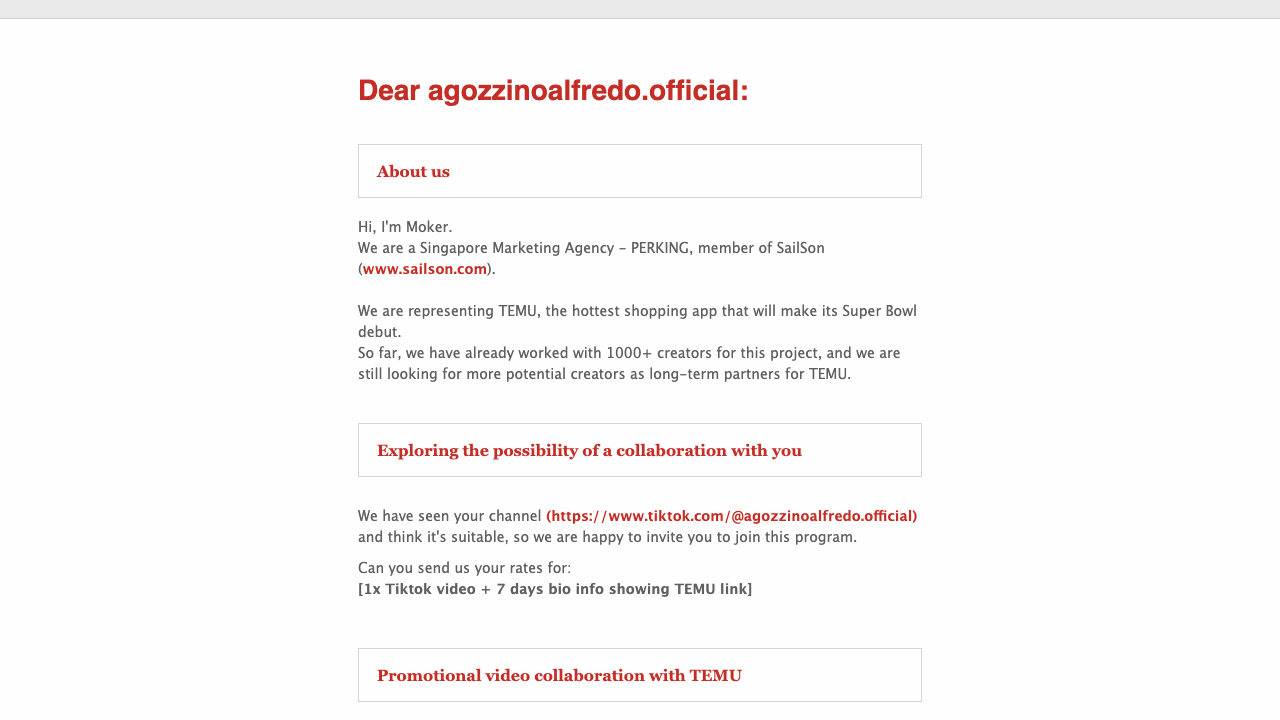 Dear agozzinoalfredo.official:
About us
Hi, I'm Moker.
We are a Singapore Marketing Agency - PERKING, member of SailSon
(www.sailson.com).
We are representing TEMU, the hottest shopping app that will make its Super Bowl
debut.
So far, we have already worked with 1000+ creators for this project, and we are
still looking for more potential creators as long-term partners for TEMU.
Exploring the possibility of a collaboration with you
We have seen your channel (https://www.tiktok.com/@agozzinoalfredo.official)
and think it's suitable, so we are happy to invite you to join this program.
Can you send us your rates for:
[1x Tiktok video + 7 days bio info showing TEMU link]
Promotional video collaboration with TEMU